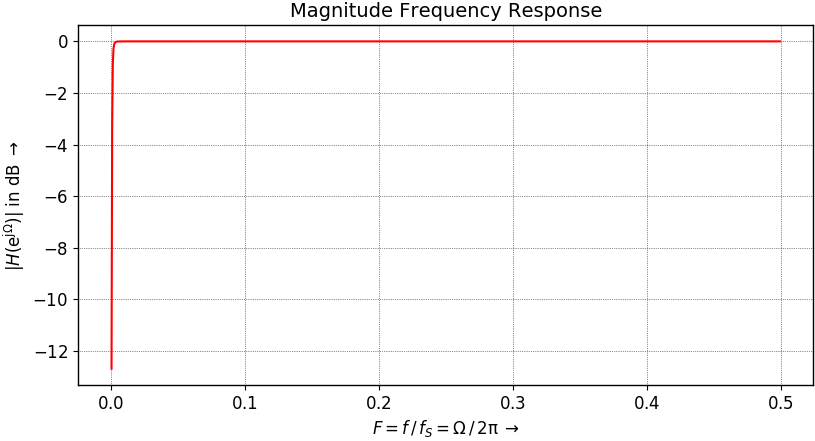 Magnitude Frequency Response
|H(e^{jΩ})| in dB →
0
−2
−4
−6
−8
−10
−12
0.0 0.1 0.2 0.3 0.4 0.5
F = f / f_S = Ω / 2π →